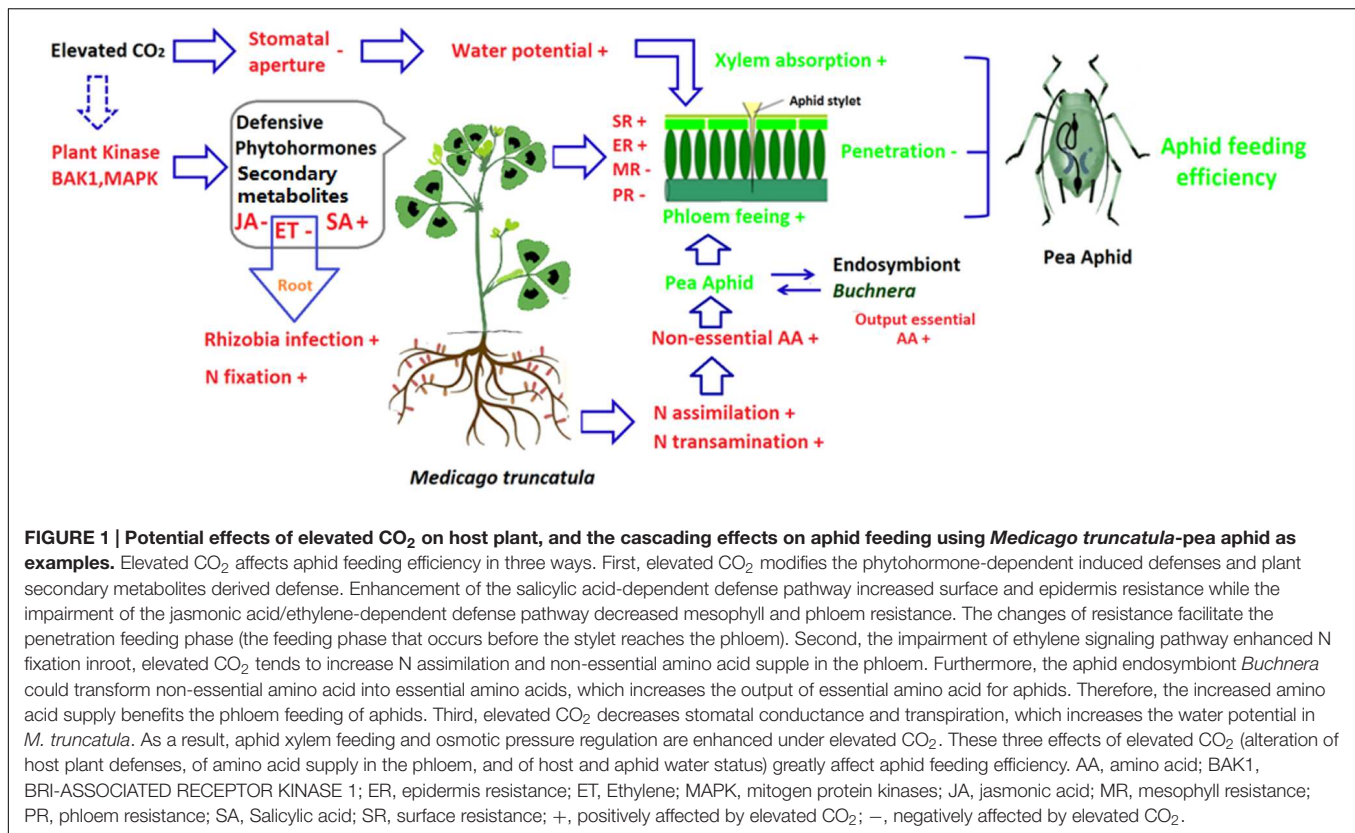 Elevated CO₂
Stomatal
aperture -
Water potential +
Xylem absorption +
Aphid stylet
Plant Kinase
BAK1,MAPK
Defensive
Phytohormones
Secondary
metabolites
JA- ET - SA +
Root
Rhizobia infection +
N fixation +
SR +
ER +
MR -
PR -
Penetration -
Phloem feeing +
Pea Aphid
Endosymbiont
Buchnera
Output essential
AA +
Non-essential AA +
N assimilation +
N transamination +
Medicago truncatula
Aphid feeding
efficiency
Pea Aphid
FIGURE 1 | Potential effects of elevated CO₂ on host plant, and the cascading effects on aphid feeding using Medicago truncatula-pea aphid as
examples. Elevated CO₂ affects aphid feeding efficiency in three ways. First, elevated CO₂ modifies the phytohormone-dependent induced defenses and plant
secondary metabolites derived defense. Enhancement of the salicylic acid-dependent defense pathway increased surface and epidermis resistance while the
impairment of the jasmonic acid/ethylene-dependent defense pathway decreased mesophyll and phloem resistance. The changes of resistance facilitate the
penetration feeding phase (the feeding phase that occurs before the stylet reaches the phloem). Second, the impairment of ethylene signaling pathway enhanced N
fixation inroot, elevated CO₂ tends to increase N assimilation and non-essential amino acid supple in the phloem. Furthermore, the aphid endosymbiont Buchnera
could transform non-essential amino acid into essential amino acids, which increases the output of essential amino acid for aphids. Therefore, the increased amino
acid supply benefits the phloem feeding of aphids. Third, elevated CO₂ decreases stomatal conductance and transpiration, which increases the water potential in
M. truncatula. As a result, aphid xylem feeding and osmotic pressure regulation are enhanced under elevated CO₂. These three effects of elevated CO₂ (alteration of
host plant defenses, of amino acid supply in the phloem, and of host and aphid water status) greatly affect aphid feeding efficiency. AA, amino acid; BAK1,
BRI-ASSOCIATED RECEPTOR KINASE 1; ER, epidermis resistance; ET, Ethylene; MAPK, mitogen protein kinases; JA, jasmonic acid; MR, mesophyll resistance;
PR, phloem resistance; SA, Salicylic acid; SR, surface resistance; +, positively affected by elevated CO₂; −, negatively affected by elevated CO₂.